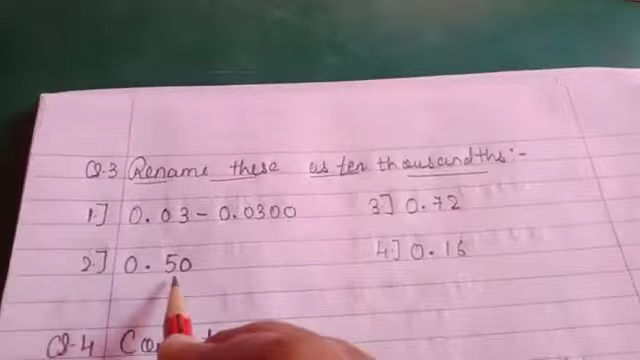 Q.3 Rename these as ten thousandths:-
1.] 0.03 - 0.0300
3] 0.72
2.] 0.50
4.] 0.16
Q.4